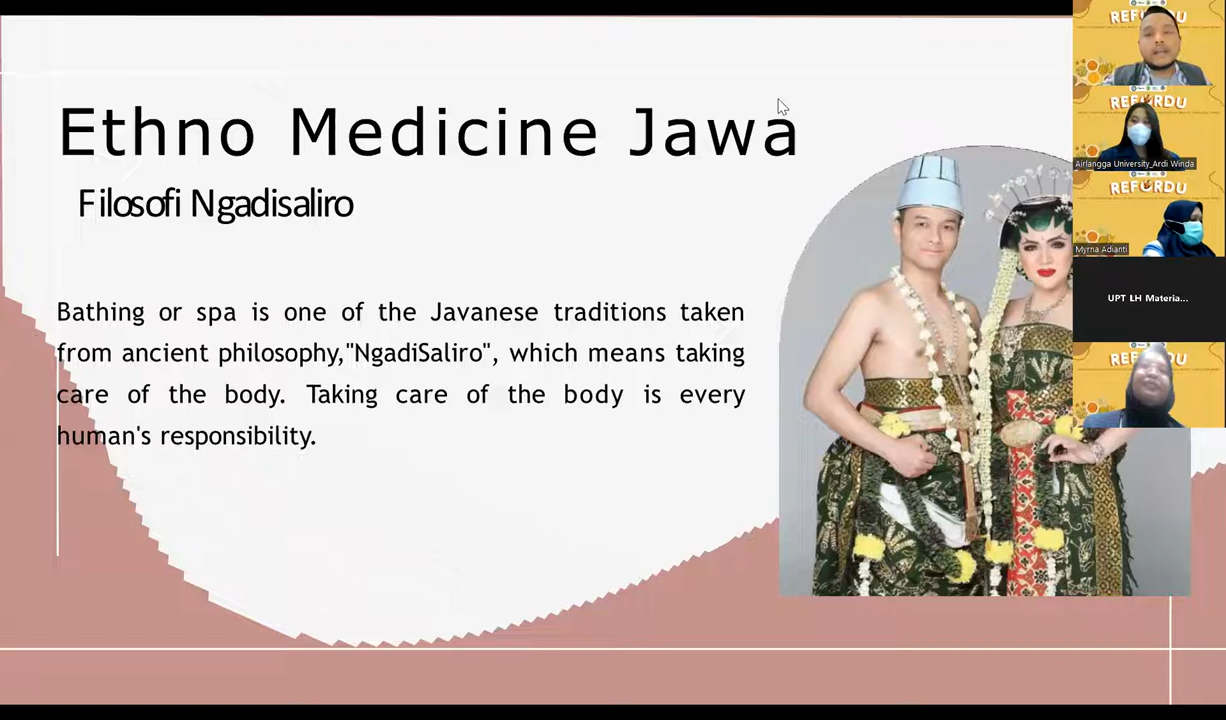 Ethno Medicine Jawa
Filosofi Ngadisaliro
Bathing or spa is one of the Javanese traditions taken
from ancient philosophy,"NgadiSaliro", which means taking
care of the body. Taking care of the body is every
human's responsibility.
Airlangga University_Ardi Winda
REFORDU
Myrna Adianti
UPT LH Materia...